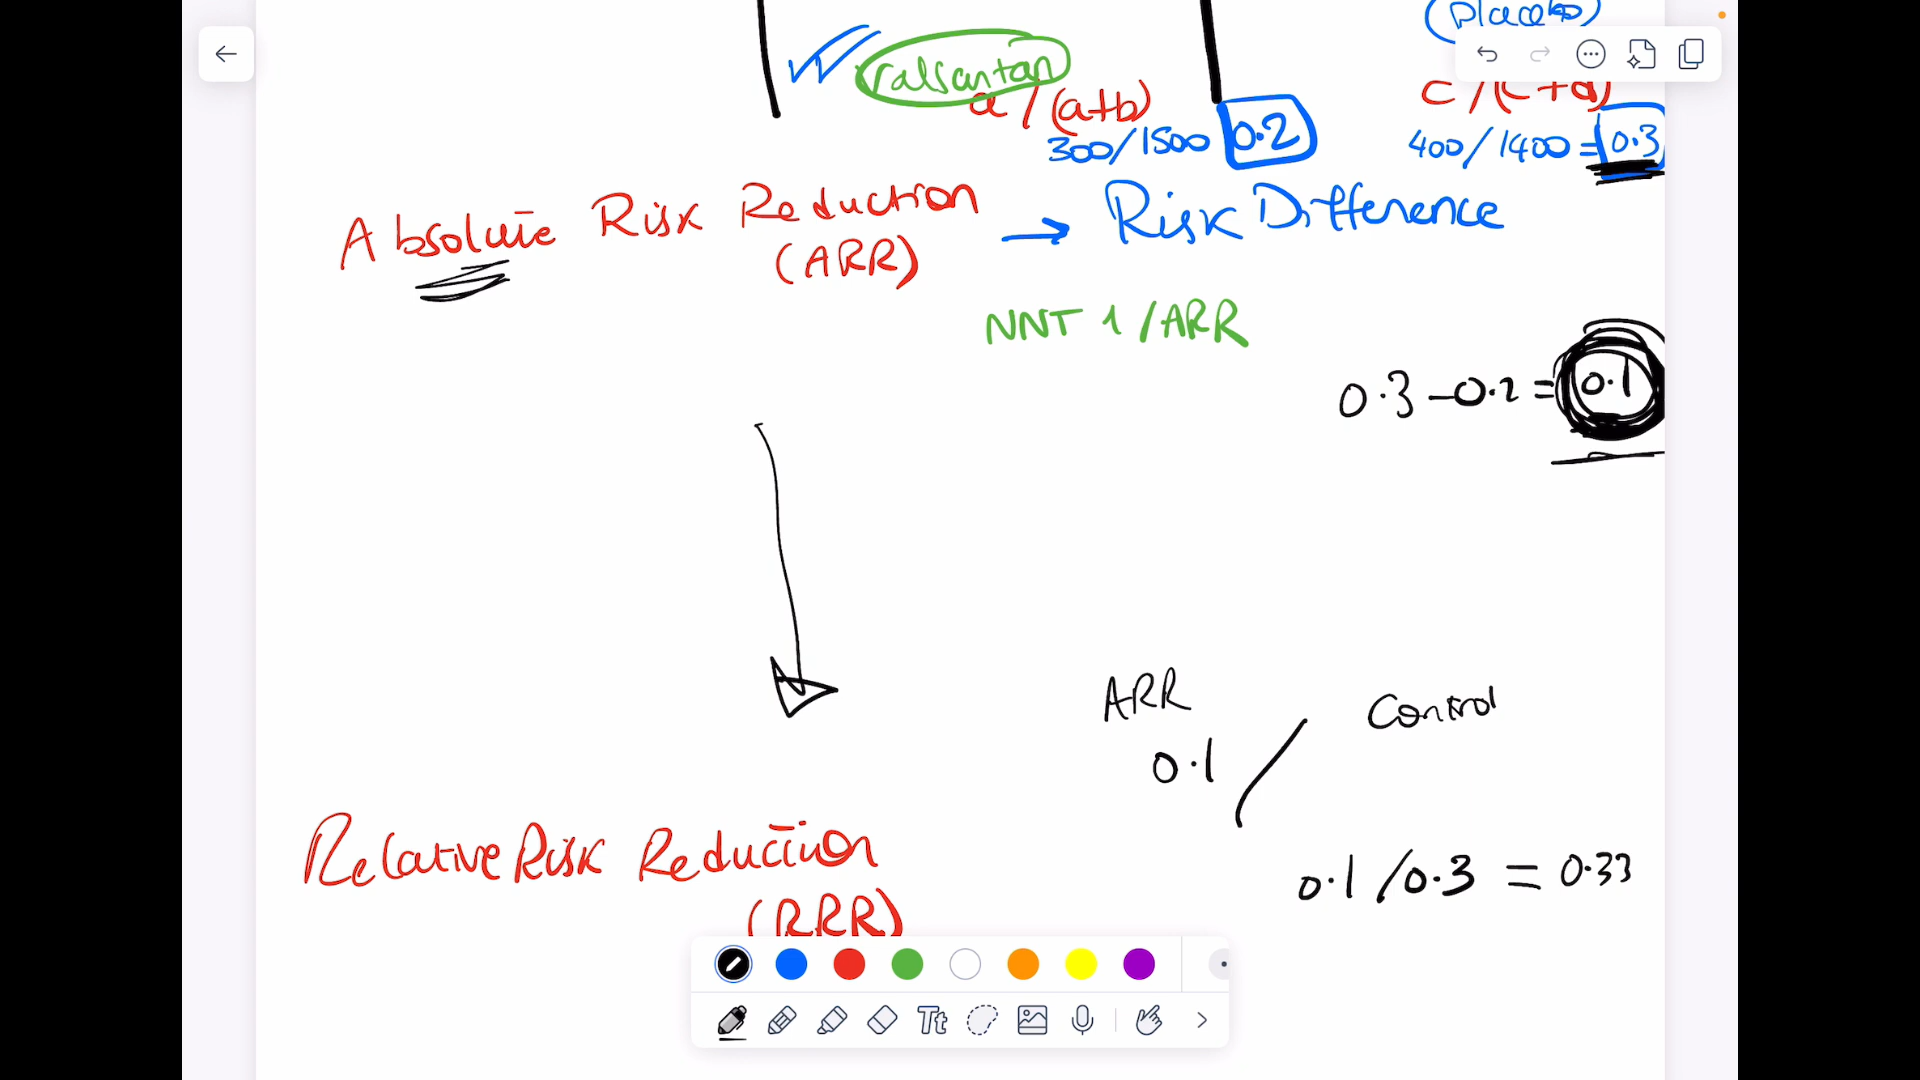 (Placebo)
valsartan
a/(a+b)
c/(c+d)
300/1500 0.2
400/1400 = 0.3
Absolute Risk Reduction
(ARR)
→ Risk Difference
NNT 1/ARR
0.3 - 0.2 = 0.1
ARR
Control
0.1 /
0.1/0.3 = 0.33
Relative Risk Reduction
(RRR)
Tt